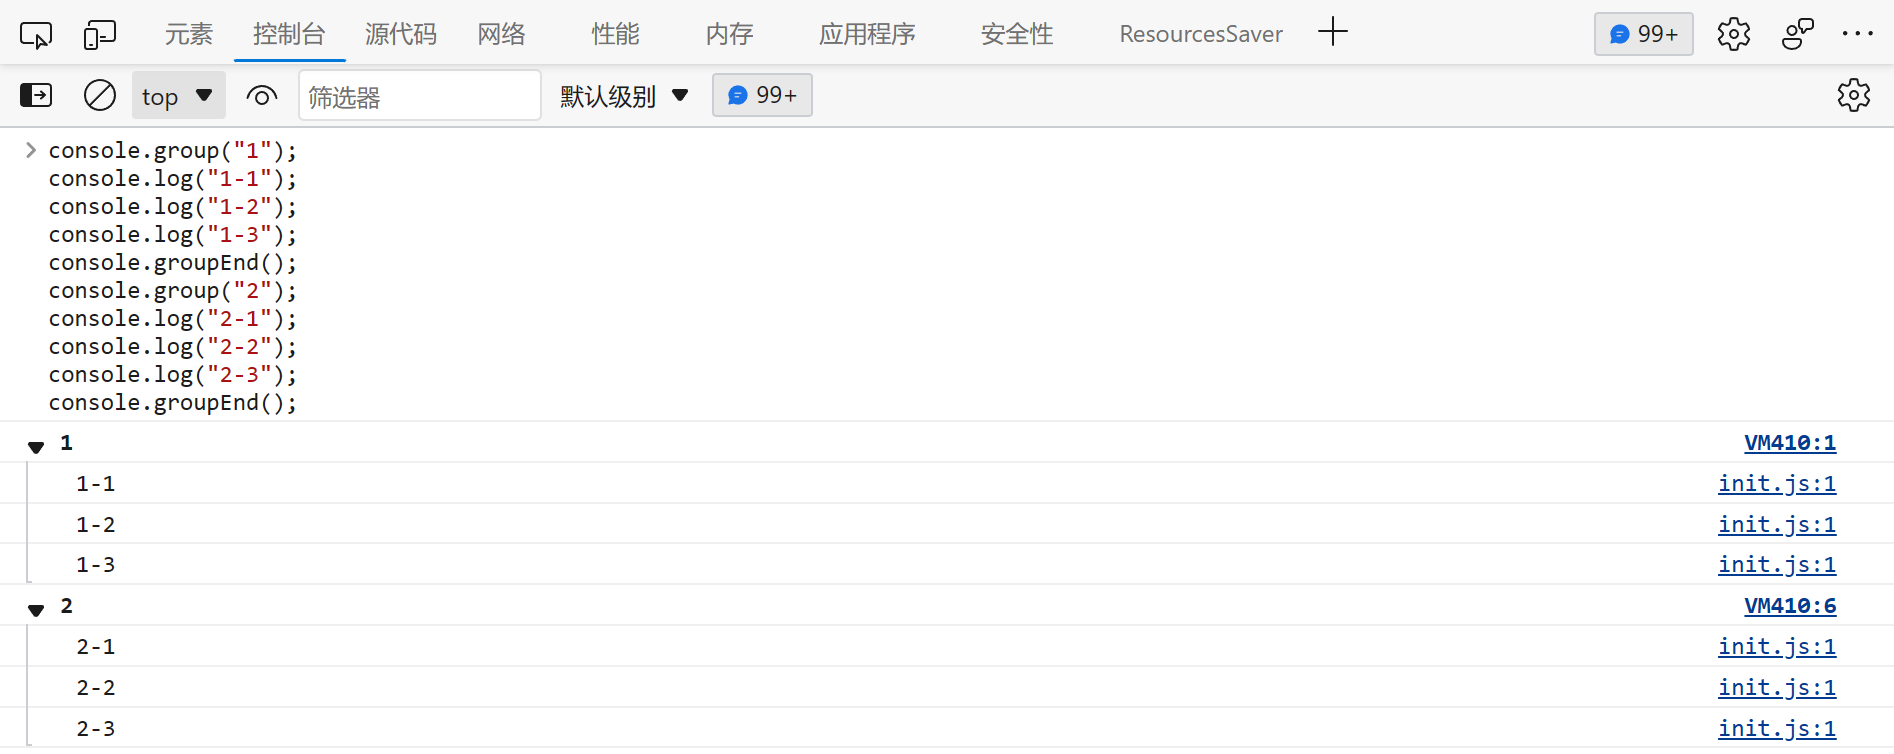 元素 控制台 源代码 网络 性能 内存 应用程序 安全性 ResourcesSaver 99+
top 筛选器 默认级别 99+
console.group("1");
console.log("1-1");
console.log("1-2");
console.log("1-3");
console.groupEnd();
console.group("2");
console.log("2-1");
console.log("2-2");
console.log("2-3");
console.groupEnd();
1 VM410:1
1-1 init.js:1
1-2 init.js:1
1-3 init.js:1
2 VM410:6
2-1 init.js:1
2-2 init.js:1
2-3 init.js:1